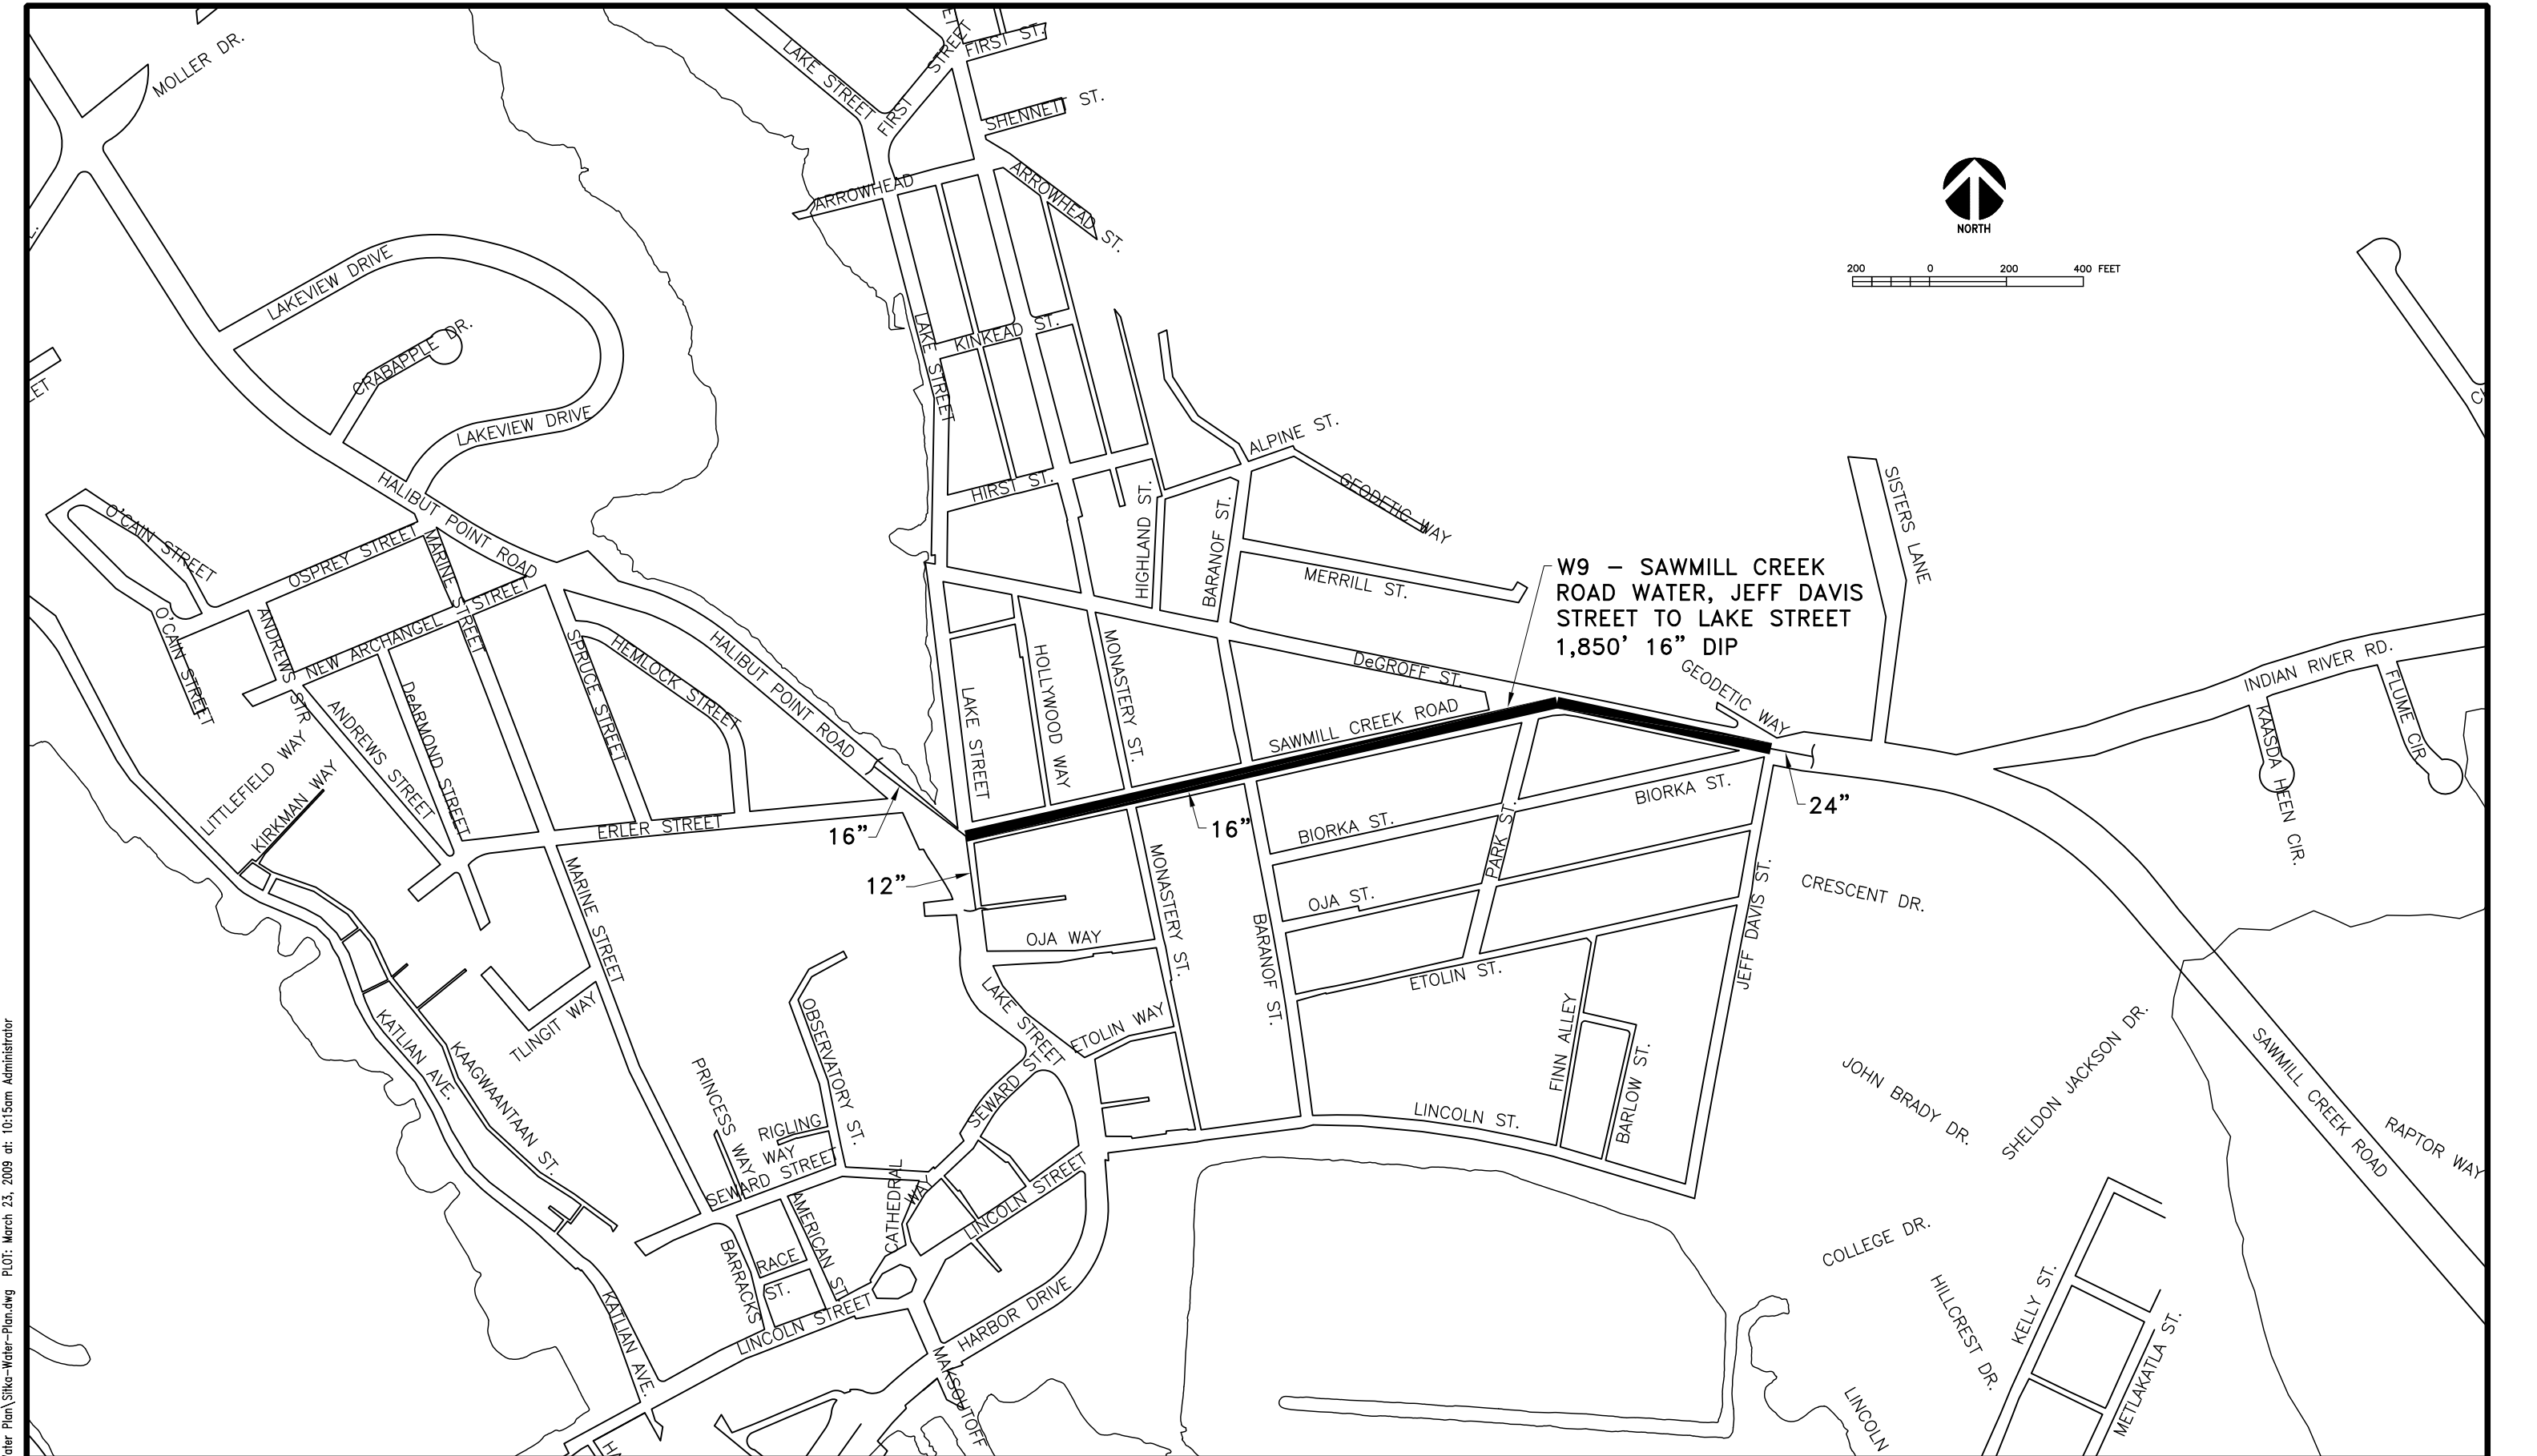 MOLLER DR.
LAKE STREET
FIRST
STREET
FIRST ST.
SHENNETT ST.
ARROWHEAD
ARROWHEAD ST.
NORTH
200 0 200 400 FEET
LAKEVIEW DRIVE
CRABAPPLE DR.
LAKEVIEW DRIVE
LAKE STREET
KINKEAD ST.
ALPINE ST.
GEODETIC WAY
HIRST ST.
HIGHLAND ST.
BARANOF ST.
MERRILL ST.
SISTERS LANE
HALIBUT POINT ROAD
O'CAIN STREET
OSPREY STREET
MARINE STREET
O'CAIN STREET
ANDREWS STR
NEW ARCHANGEL STREET
SPRUCE STREET
HEMLOCK STREET
HALIBUT POINT ROAD
W9 – SAWMILL CREEK
ROAD WATER, JEFF DAVIS
STREET TO LAKE STREET
1,850' 16" DIP
LAKE STREET
HOLLYWOOD WAY
MONASTERY ST.
DeGROFF ST.
SAWMILL CREEK ROAD
GEODETIC WAY
INDIAN RIVER RD.
FLUME CIR
KAASDA HEEN CIR.
ANDREWS STREET
DeARMOND STREET
LITTLEFIELD WAY
KIRKMAN WAY
ERLER STREET
16"
16"
24"
12"
BIORKA ST.
BIORKA ST.
PARK ST.
MARINE STREET
MONASTERY ST.
BARANOF ST.
OJA ST.
OJA WAY
ETOLIN ST.
JEFF DAVIS ST.
CRESCENT DR.
TLINGIT WAY
KATLIAN AVE.
KAAGWAANTAAN ST.
OBSERVATORY ST.
LAKE STREET
ETOLIN WAY
SEWARD ST.
FINN ALLEY
BARLOW ST.
LINCOLN ST.
JOHN BRADY DR.
SHELDON JACKSON DR.
SAWMILL CREEK ROAD
RAPTOR WAY
PRINCESS WAY
RIGLING
WAY
SEWARD STREET
CATHEDRAL
WAY
LINCOLN STREET
AMERICAN ST.
BARRACKS
RACE
ST.
LINCOLN STREET
HARBOR DRIVE
MAKSOUTOFF
KATLIAN AVE.
COLLEGE DR.
HILLCREST DR.
KELLY ST.
METLAKATLA ST.
LINCOLN
ater Plan\Sitka-Water-Plan.dwg PLOT: March 23, 2009 at: 10:15am Administrator